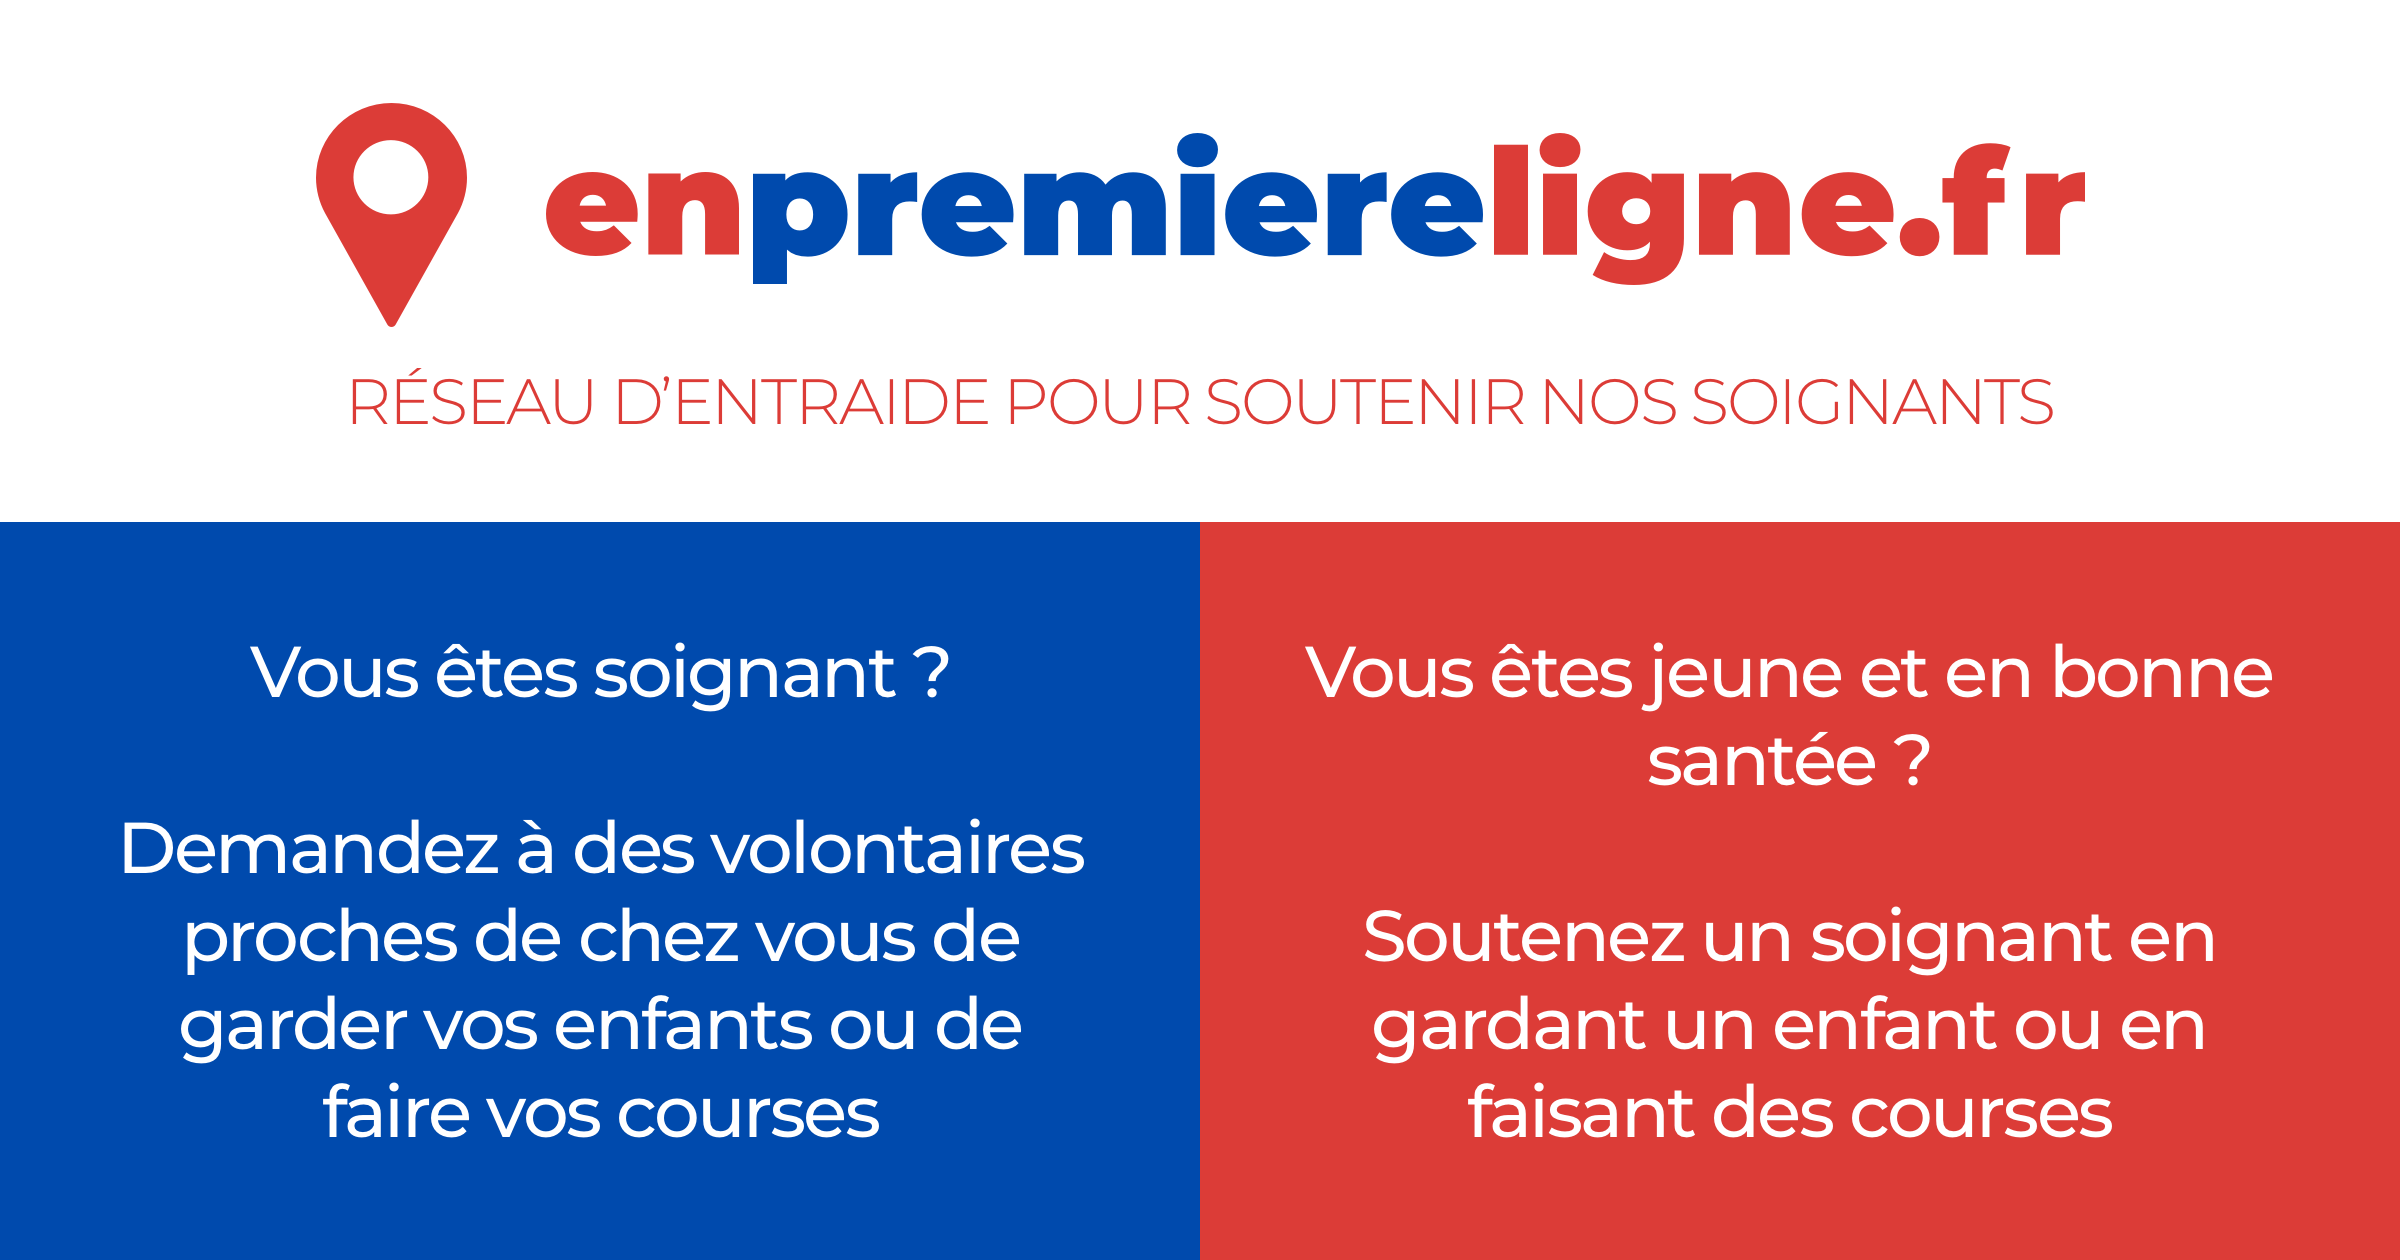 enpremiereligne.fr
RÉSEAU D’ENTRAIDE POUR SOUTENIR NOS SOIGNANTS
Vous êtes soignant ?
Demandez à des volontaires
proches de chez vous de
garder vos enfants ou de
faire vos courses
Vous êtes jeune et en bonne
santée ?
Soutenez un soignant en
gardant un enfant ou en
faisant des courses